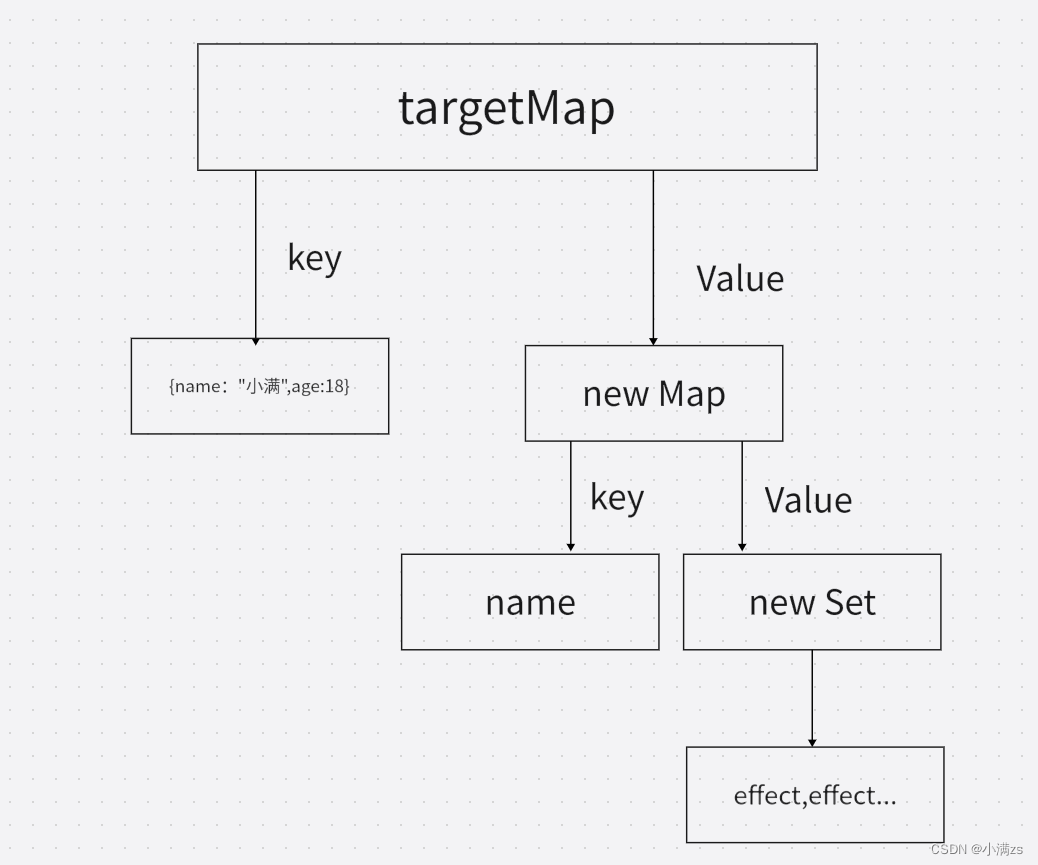 targetMap
key
Value
{name："小满",age:18}
new Map
key
Value
name
new Set
effect,effect...
CSDN @小满zs